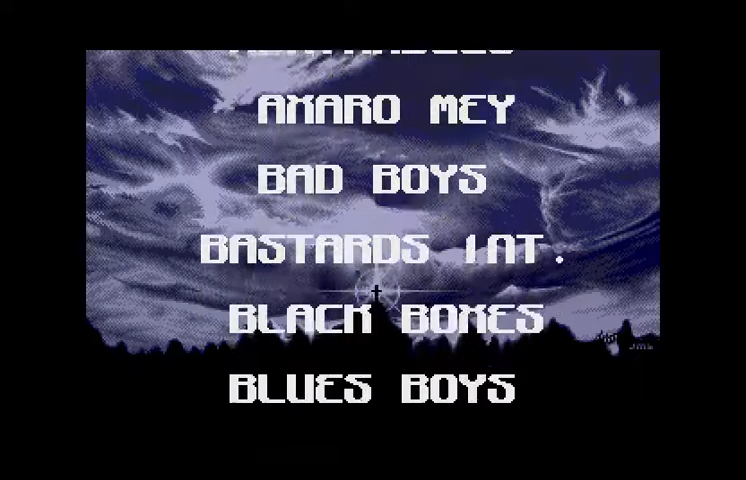 AXARO MEY
BAD BOYS
BASTARDS INT.
BLACK BOXES
BLUES BOYS